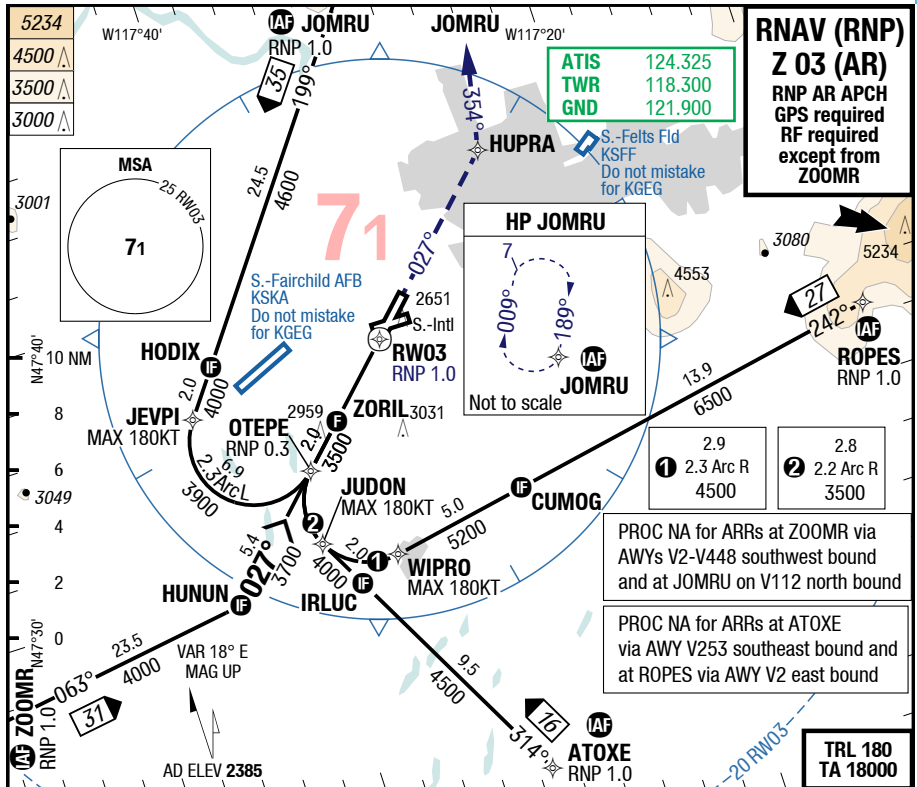 5234
4500
3500
3000
W117°40'
IAF JOMRU
RNP 1.0
35
199°
JOMRU
W117°20'
ATIS 124.325
TWR 118.300
GND 121.900
RNAV (RNP)
Z 03 (AR)
RNP AR APCH
GPS required
RF required
except from
ZOOMR
354°
HUPRA
S.-Felts Fld
KSFF
Do not mistake
for KGEG
MSA
25 RW03
71
3001
24.5
4600
71
027°
HP JOMRU
7
009°
189°
IAF
JOMRU
Not to scale
3080
5234
4553
27
242°
IAF
ROPES
RNP 1.0
S.-Fairchild AFB
KSKA
Do not mistake
for KGEG
2651
S.-Intl
RW03
RNP 1.0
N47°40'
10 NM
HODIX
IF
2.0
4000
JEVPI
MAX 180KT
8
2959
OTEPE
RNP 0.3
F
ZORIL
3031
2.0
3500
13.9
6500
6
6.9
2.3ArcL
3900
1
2.9
2.3 Arc R
4500
2
2.8
2.2 Arc R
3500
3049
JUDON
MAX 180KT
IF
CUMOG
5.0
5200
4
2
2.0
1
WIPRO
MAX 180KT
PROC NA for ARRs at ZOOMR via
AWYs V2-V448 southwest bound
and at JOMRU on V112 north bound
5.4
3700
027°
4000
2
HUNUN
IF
IRLUC
IF
N47°30'
0
23.5
4000
VAR 18° E
MAG UP
9.5
4500
PROC NA for ARRs at ATOXE
via AWY V253 southeast bound and
at ROPES via AWY V2 east bound
063°
31
IAF ZOOMR
RNP 1.0
16
314°
IAF
ATOXE
RNP 1.0
20 RW03
AD ELEV 2385
TRL 180
TA 18000